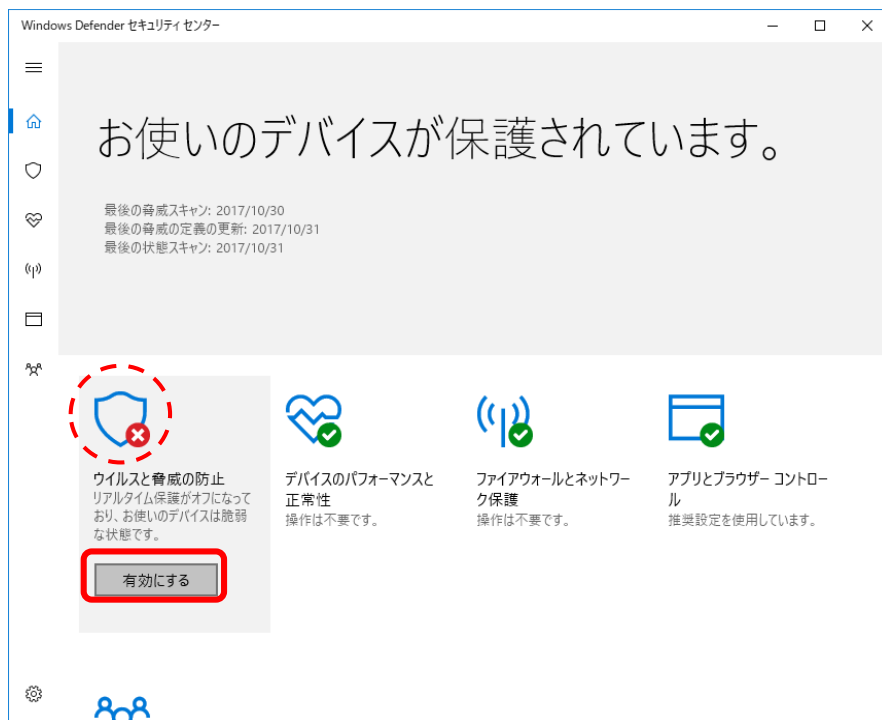 Windows Defender セキュリティ センター
お使いのデバイスが保護されています。
最後の脅威スキャン: 2017/10/30
最後の脅威の定義の更新: 2017/10/31
最後の状態スキャン: 2017/10/31
ウイルスと脅威の防止
リアルタイム保護がオフになって
おり、お使いのデバイスは脆弱
な状態です。
有効にする
デバイスのパフォーマンスと
正常性
操作は不要です。
ファイアウォールとネットワー
ク保護
操作は不要です。
アプリとブラウザー コントロー
ル
推奨設定を使用しています。